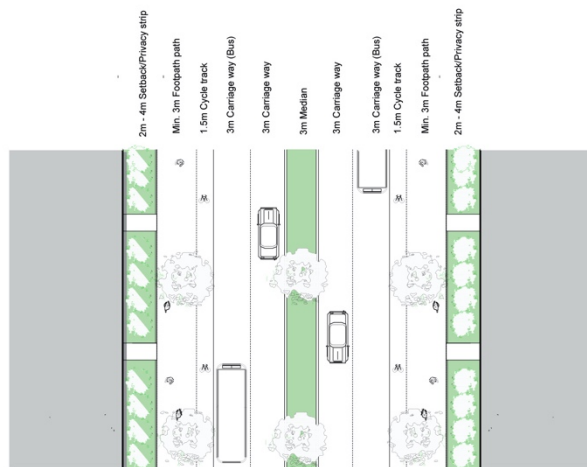 2m - 4m Setback/Privacy strip
Min. 3m Footpath path
1.5m Cycle track
3m Carriage way (Bus)
3m Carriage way
3m Median
3m Carriage way
3m Carriage way (Bus)
1.5m Cycle track
Min. 3m Footpath path
2m - 4m Setback/Privacy strip